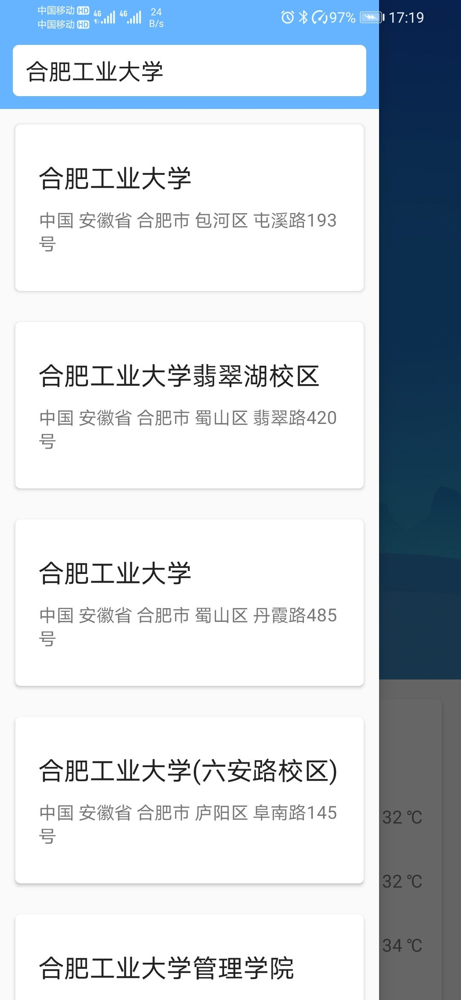 中国移动 HD 4G 4G 24
中国移动 HD B/s
97% 17:19
合肥工业大学
合肥工业大学
中国 安徽省 合肥市 包河区 屯溪路193
号
合肥工业大学翡翠湖校区
中国 安徽省 合肥市 蜀山区 翡翠路420
号
合肥工业大学
中国 安徽省 合肥市 蜀山区 丹霞路485
号
合肥工业大学(六安路校区)
中国 安徽省 合肥市 庐阳区 阜南路145
号
32 ℃
32 ℃
34 ℃
合肥工业大学管理学院